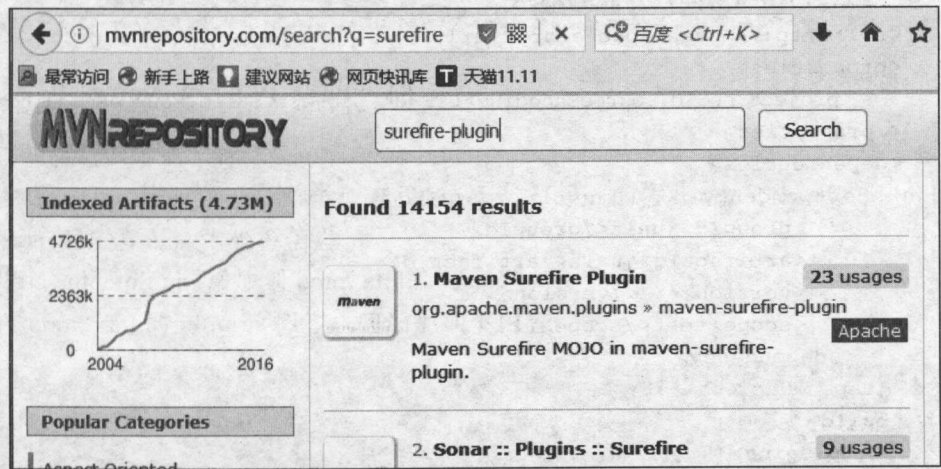 mvnrepository.com/search?q=surefire
百度 <Ctrl+K>
最常访问 新手上路 建议网站 网页快讯库 T 天猫11.11
MVNREPOSITORY
surefire-plugin
Search
Indexed Artifacts (4.73M)
4726k
2363k
0
2004
2016
Popular Categories
Aspect Oriented
Found 14154 results
maven
1. Maven Surefire Plugin
23 usages
org.apache.maven.plugins » maven-surefire-plugin
Apache
Maven Surefire MOJO in maven-surefire-
plugin.
2. Sonar :: Plugins :: Surefire
9 usages